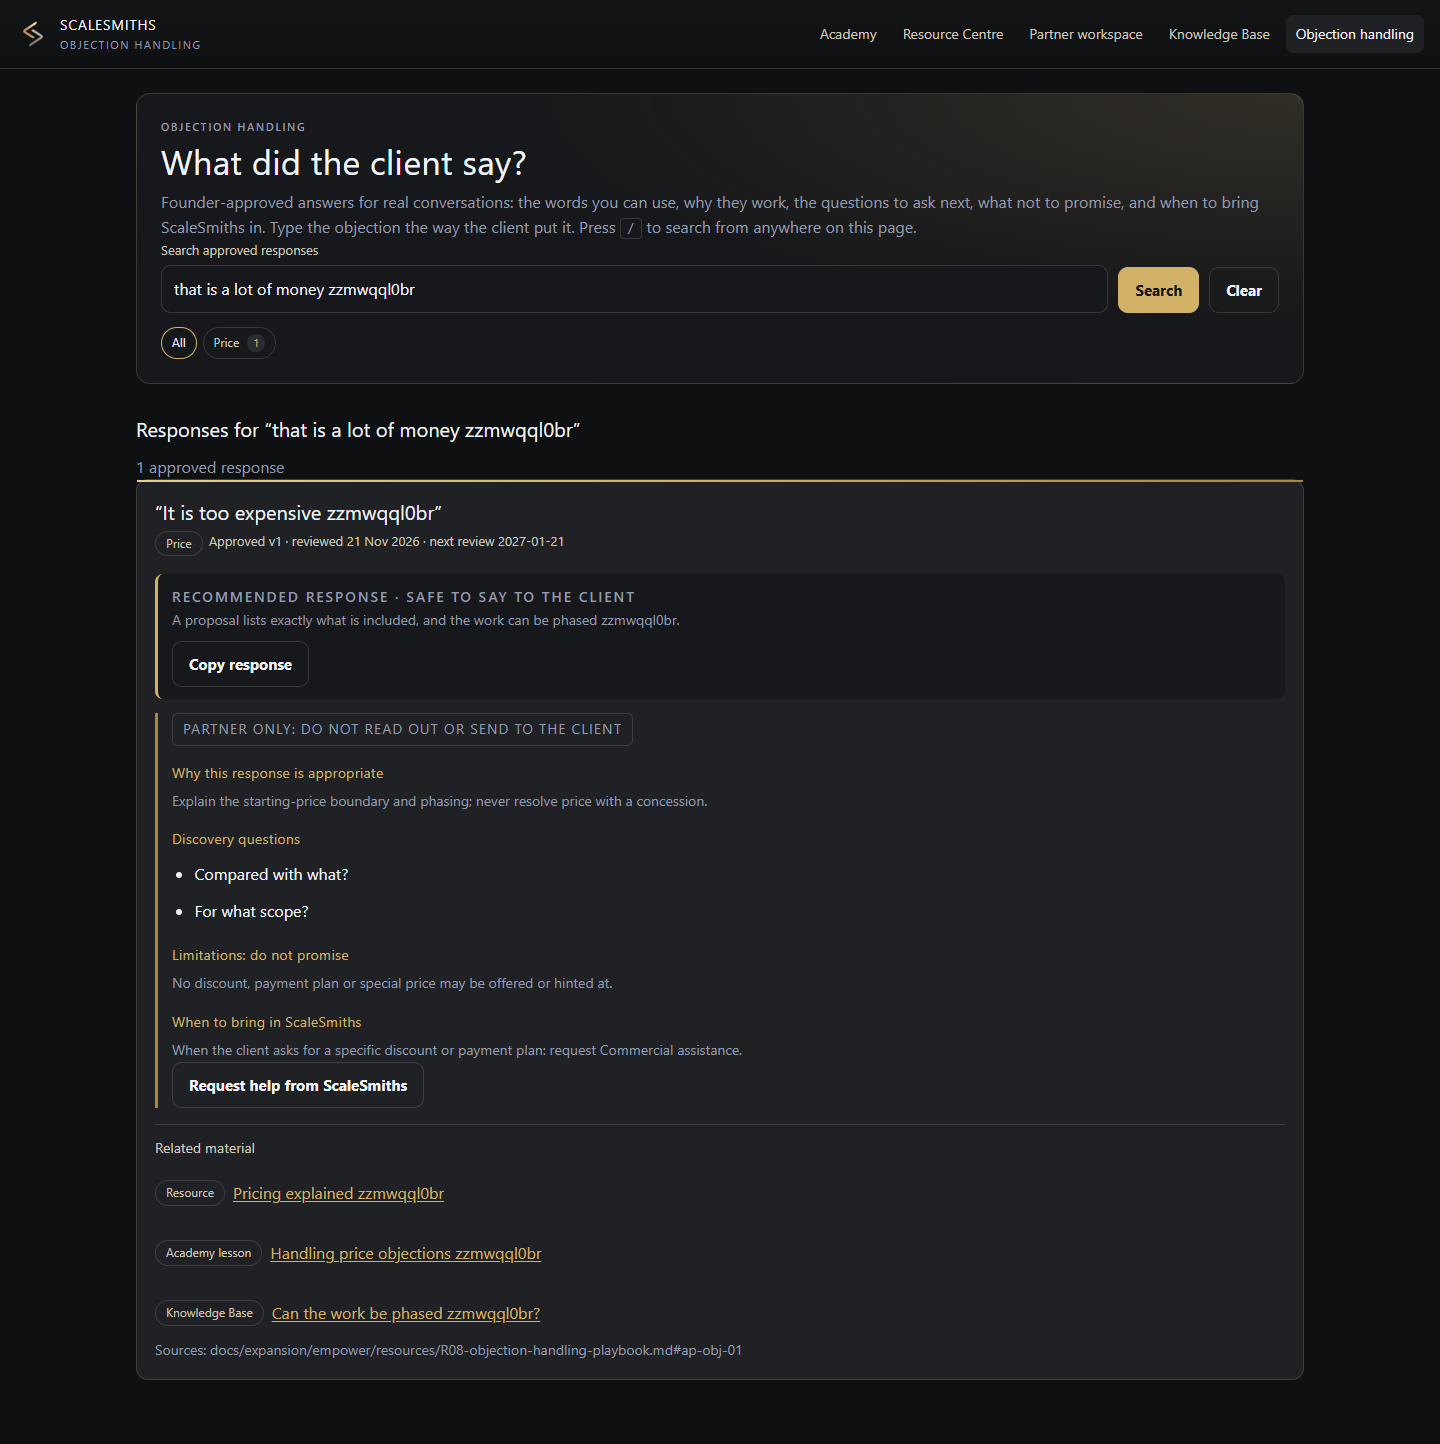 SCALESMITHS
OBJECTION HANDLING
Academy
Resource Centre
Partner workspace
Knowledge Base
Objection handling
OBJECTION HANDLING
What did the client say?
Founder-approved answers for real conversations: the words you can use, why they work, the questions to ask next, what not to promise, and when to bring
ScaleSmiths in. Type the objection the way the client put it. Press / to search from anywhere on this page.
Search approved responses
that is a lot of money zzmwqql0br
Search
Clear
All
Price 1
Responses for “that is a lot of money zzmwqql0br”
1 approved response
“It is too expensive zzmwqql0br”
Price
Approved v1 · reviewed 21 Nov 2026 · next review 2027-01-21
RECOMMENDED RESPONSE · SAFE TO SAY TO THE CLIENT
A proposal lists exactly what is included, and the work can be phased zzmwqql0br.
Copy response
PARTNER ONLY: DO NOT READ OUT OR SEND TO THE CLIENT
Why this response is appropriate
Explain the starting-price boundary and phasing; never resolve price with a concession.
Discovery questions
• Compared with what?
• For what scope?
Limitations: do not promise
No discount, payment plan or special price may be offered or hinted at.
When to bring in ScaleSmiths
When the client asks for a specific discount or payment plan: request Commercial assistance.
Request help from ScaleSmiths
Related material
Resource Pricing explained zzmwqql0br
Academy lesson Handling price objections zzmwqql0br
Knowledge Base Can the work be phased zzmwqql0br?
Sources: docs/expansion/empower/resources/R08-objection-handling-playbook.md#ap-obj-01